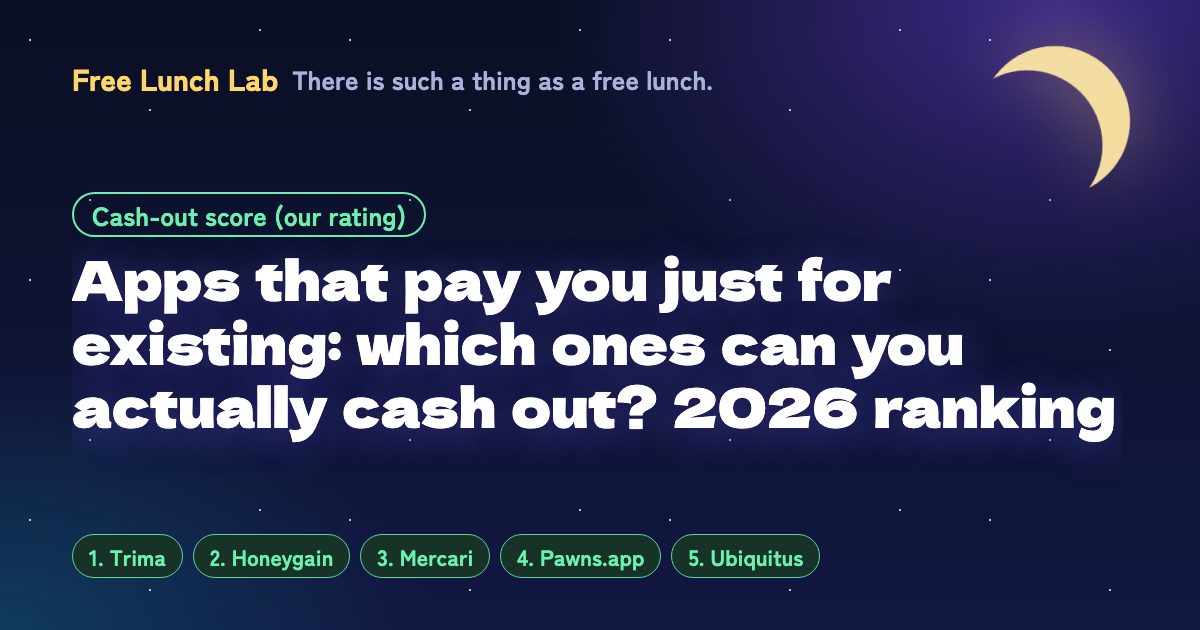 Free Lunch Lab There is such a thing as a free lunch.
Cash-out score (our rating)
Apps that pay you just for
existing: which ones can you
actually cash out? 2026 ranking
1. Trima 2. Honeygain 3. Mercari 4. Pawns.app 5. Ubiquitus